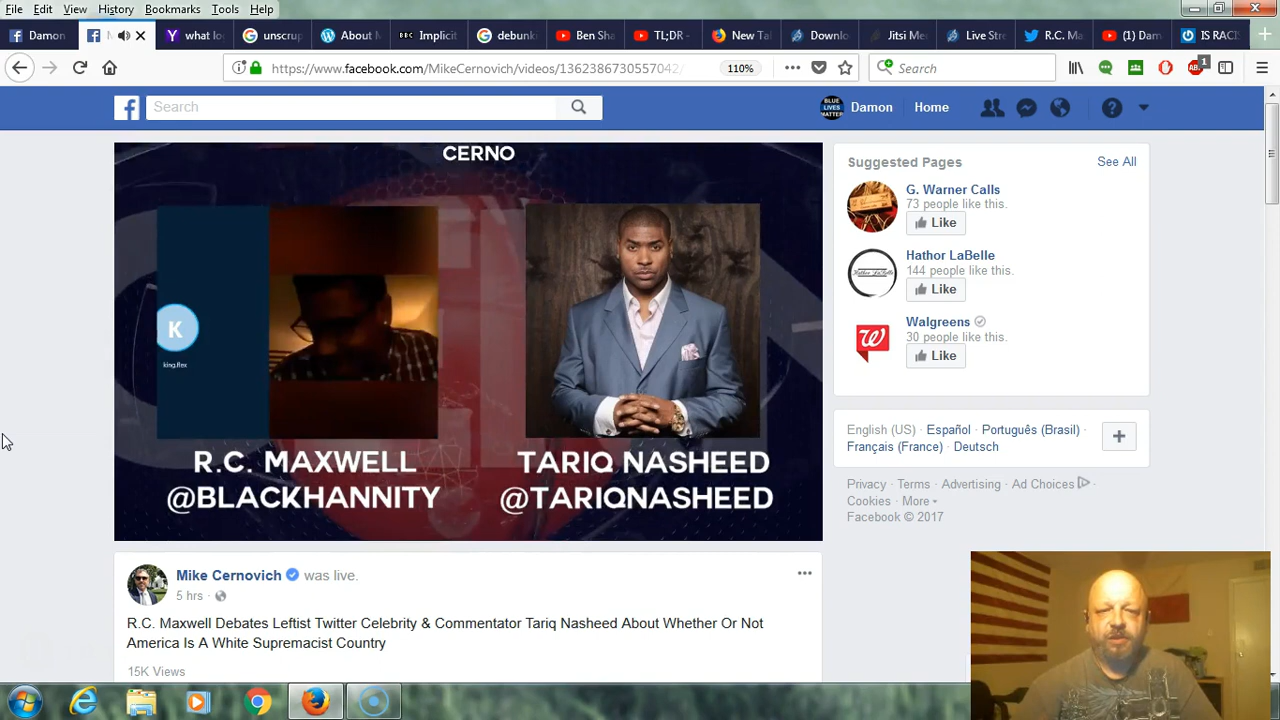 File Edit View History Bookmarks Tools Help
Damon
what lo
unscrup
About M
BBC Implicit
debunki
Ben Sha
TL;DR -
New Ta
Downlo
Jitsi Me
Live Stre
R.C. Ma
(1) Dam
IS RACIS
https://www.facebook.com/MikeCernovich/videos/1362386730557042/
110%
Search
ABP 1
Search
BLUE LIVES MATTER
Damon Home
CERNO
K
king.flex
R.C. MAXWELL
@BLACKHANNITY
TARIQ NASHEED
@TARIQNASHEED
Mike Cernovich was live.
5 hrs ·
R.C. Maxwell Debates Leftist Twitter Celebrity & Commentator Tariq Nasheed About Whether Or Not
America Is A White Supremacist Country
15K Views
Suggested Pages See All
G. Warner Calls
73 people like this.
Like
Hathor LaBelle
144 people like this.
Like
Walgreens
30 people like this.
Like
English (US) · Español · Português (Brasil) ·
Français (France) · Deutsch
Privacy · Terms · Advertising · Ad Choices ·
Cookies · More
Facebook © 2017